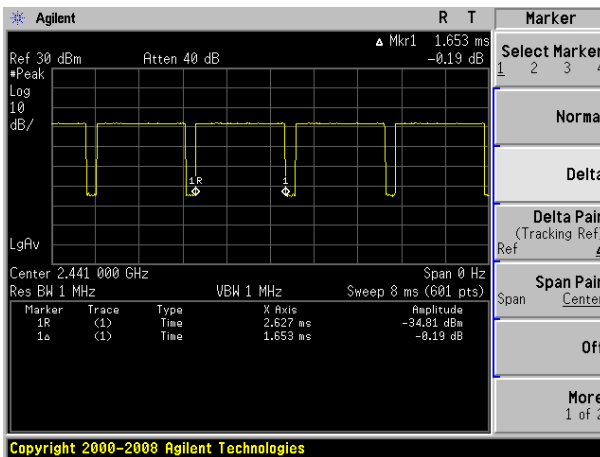 Agilent R T Marker
Δ Mkr1 1.653 ms
Ref 30 dBm Atten 40 dB -0.19 dB
#Peak
Log
10
dB/
1R 1
LgAv
Center 2.441 000 GHz Span 0 Hz
Res BW 1 MHz VBW 1 MHz Sweep 8 ms (601 pts)
Marker Trace Type X Axis Amplitude
1R (1) Time 2.627 ms -34.81 dBm
1Δ (1) Time 1.653 ms -0.19 dB
Select Marker
1 2 3 4
Norma
Delta
Delta Pair
(Tracking Ref)
Ref Δ
Span Pair
Span Center
Off
More
1 of 2
Copyright 2000-2008 Agilent Technologies